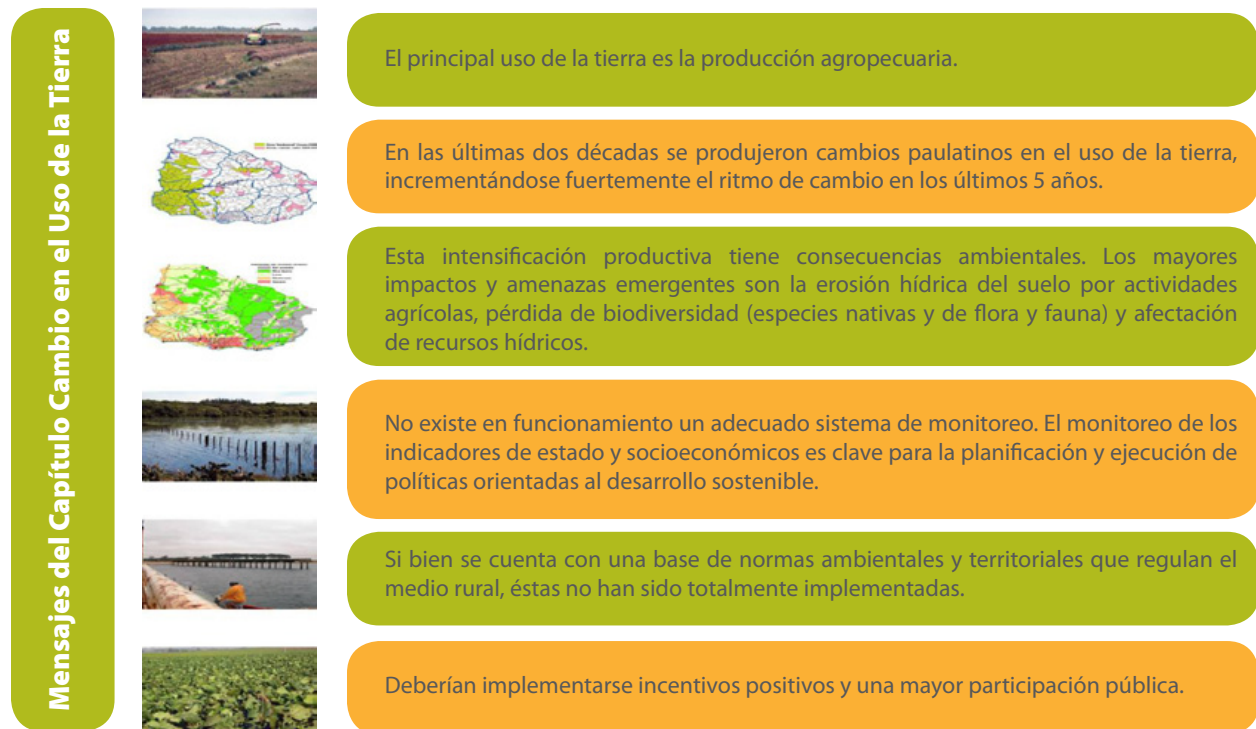 Mensajes del Capítulo Cambio en el Uso de la Tierra
El principal uso de la tierra es la producción agropecuaria.
En las últimas dos décadas se produjeron cambios paulatinos en el uso de la tierra,
incrementándose fuertemente el ritmo de cambio en los últimos 5 años.
Esta intensificación productiva tiene consecuencias ambientales. Los mayores
impactos y amenazas emergentes son la erosión hídrica del suelo por actividades
agrícolas, pérdida de biodiversidad (especies nativas y de flora y fauna) y afectación
de recursos hídricos.
No existe en funcionamiento un adecuado sistema de monitoreo. El monitoreo de los
indicadores de estado y socioeconómicos es clave para la planificación y ejecución de
políticas orientadas al desarrollo sostenible.
Si bien se cuenta con una base de normas ambientales y territoriales que regulan el
medio rural, éstas no han sido totalmente implementadas.
Deberían implementarse incentivos positivos y una mayor participación pública.